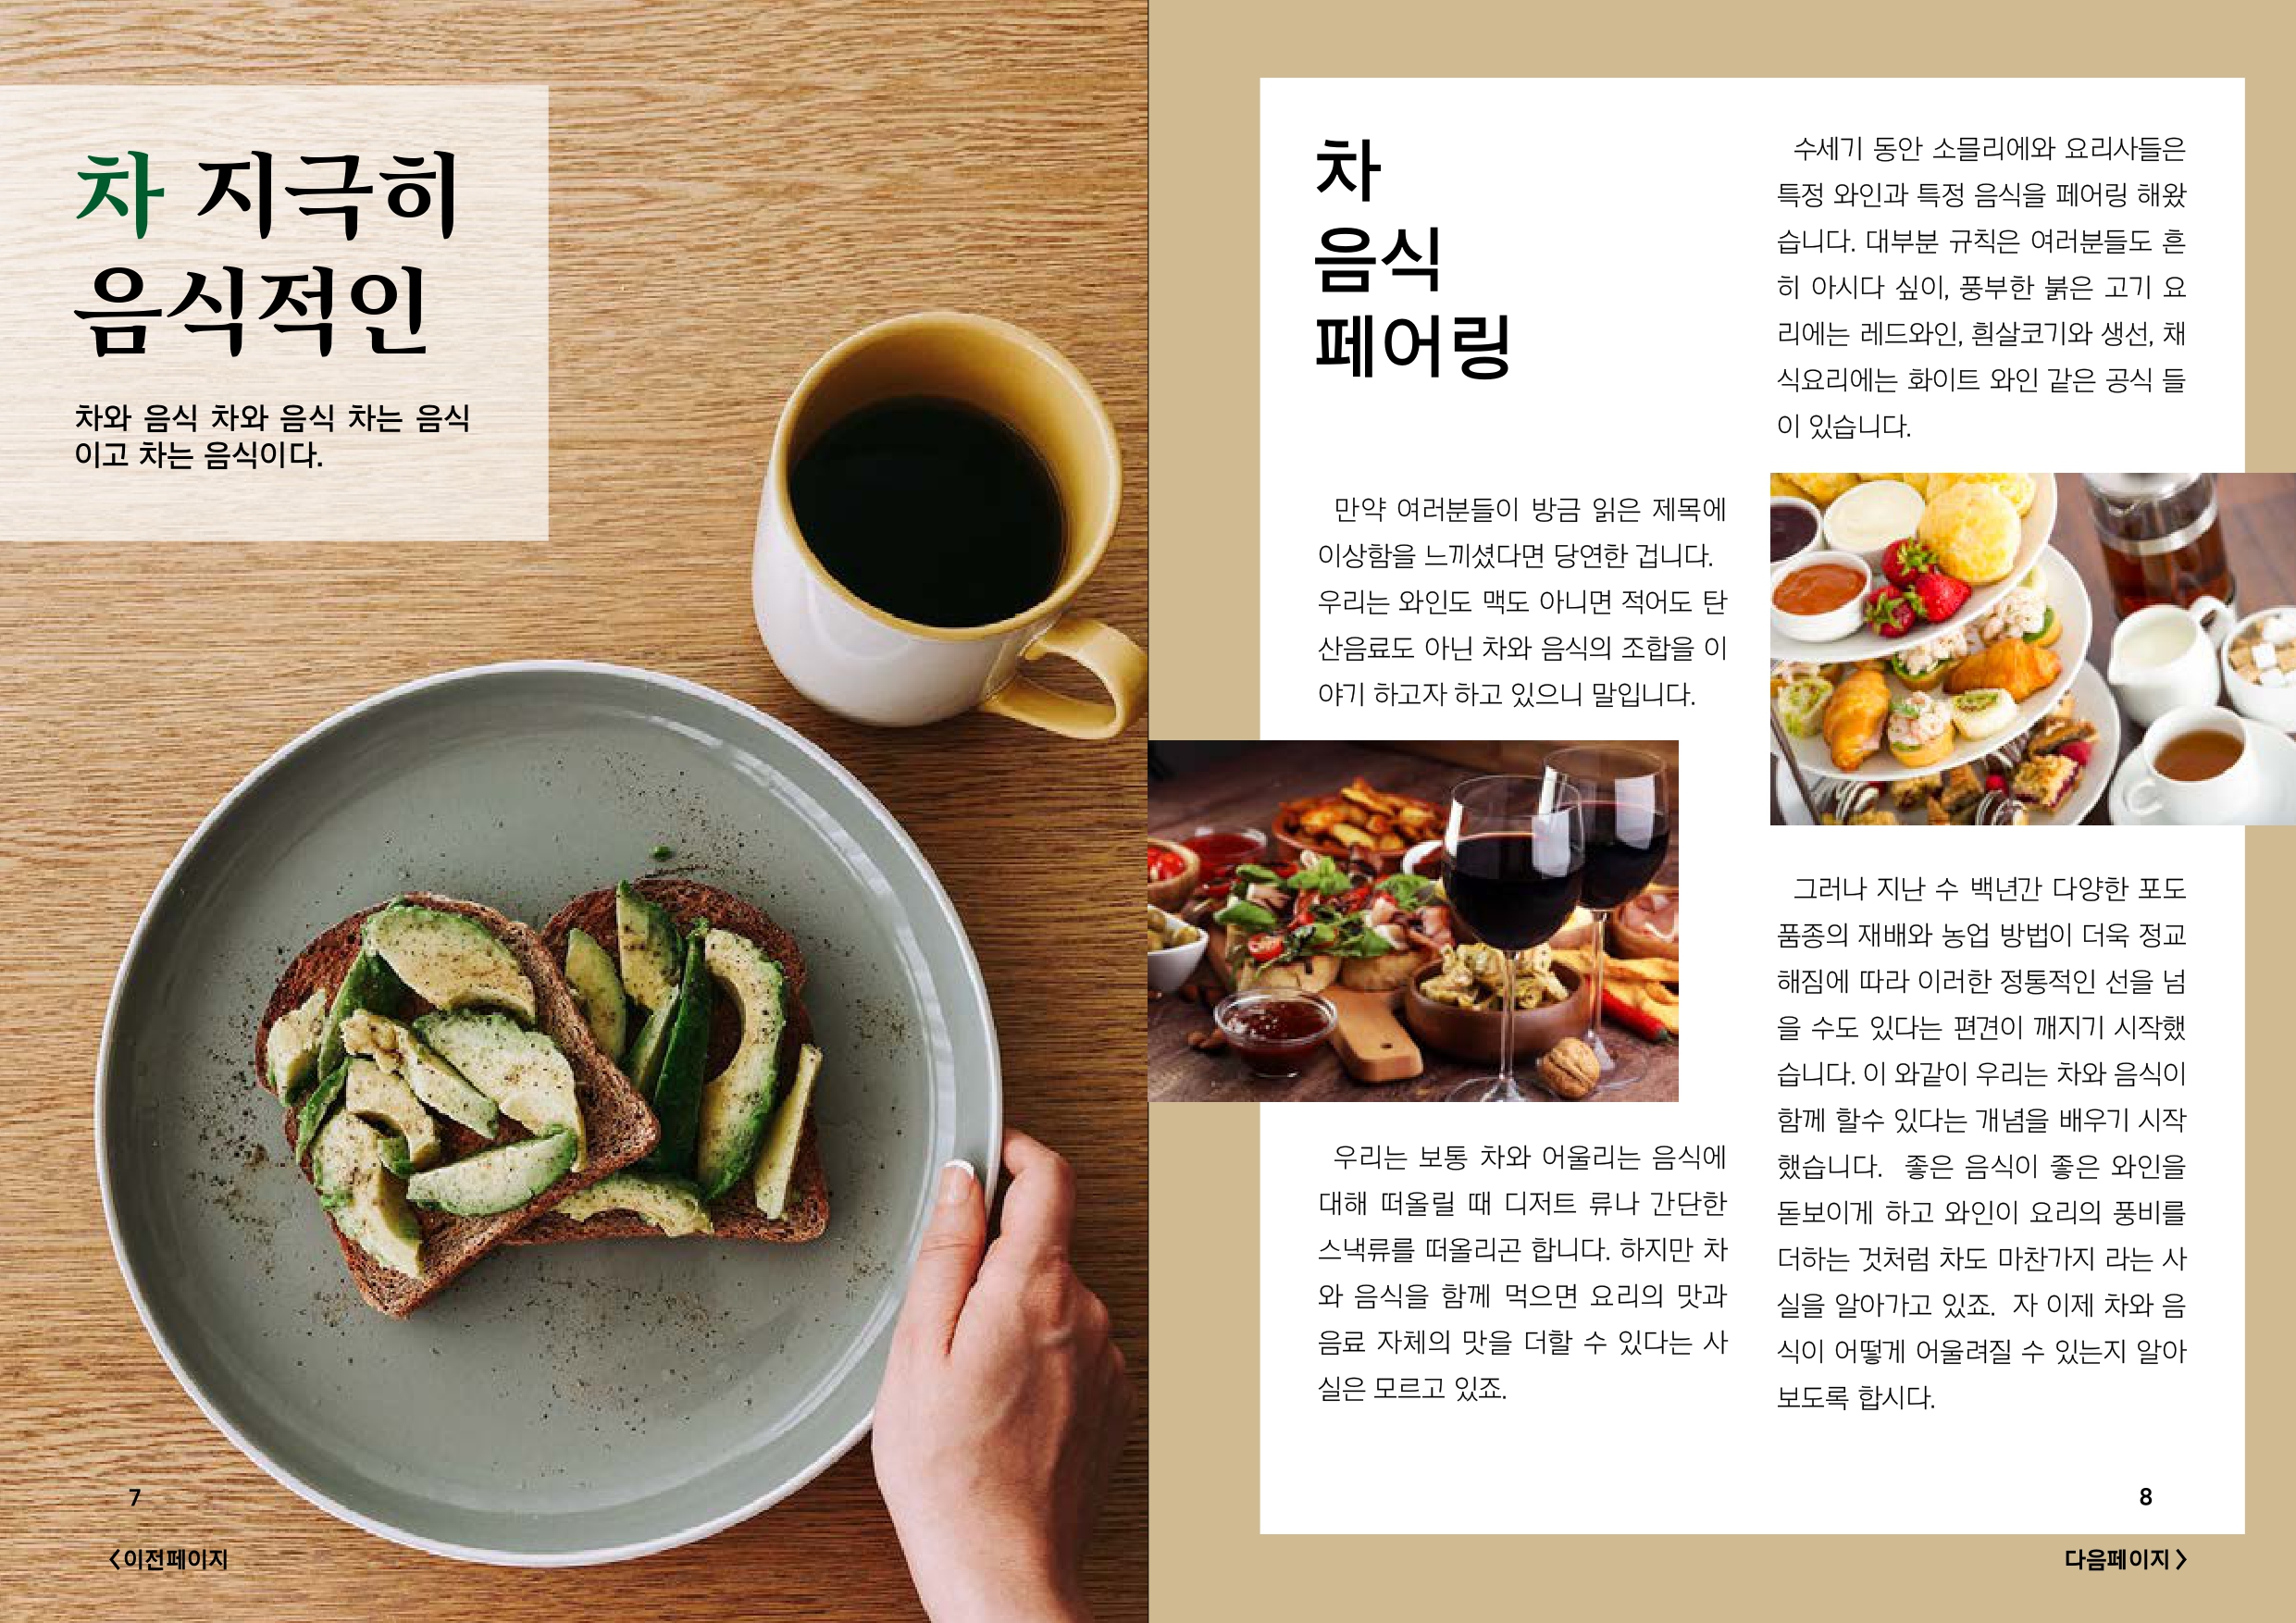 차 지극히
음식적인
차와 음식 차와 음식 차는 음식
이고 차는 음식이다.
7
<이전페이지
차
음식
페어링
만약 여러분들이 방금 읽은 제목에
이상함을 느끼셨다면 당연한 겁니다.
우리는 와인도 맥도 아니면 적어도 탄
산음료도 아닌 차와 음식의 조합을 이
야기 하고자 하고 있으니 말입니다.
우리는 보통 차와 어울리는 음식에
대해 떠올릴 때 디저트 류나 간단한
스낵류를 떠올리곤 합니다. 하지만 차
와 음식을 함께 먹으면 요리의 맛과
음료 자체의 맛을 더할 수 있다는 사
실은 모르고 있죠.
수세기 동안 소믈리에와 요리사들은
특정 와인과 특정 음식을 페어링 해왔
습니다. 대부분 규칙은 여러분들도 흔
히 아시다 싶이, 풍부한 붉은 고기 요
리에는 레드와인, 흰살코기와 생선, 채
식요리에는 화이트 와인 같은 공식 들
이 있습니다.
그러나 지난 수 백년간 다양한 포도
품종의 재배와 농업 방법이 더욱 정교
해짐에 따라 이러한 정통적인 선을 넘
을 수도 있다는 편견이 깨지기 시작했
습니다. 이 와같이 우리는 차와 음식이
함께 할수 있다는 개념을 배우기 시작
했습니다. 좋은 음식이 좋은 와인을
돋보이게 하고 와인이 요리의 풍비를
더하는 것처럼 차도 마찬가지 라는 사
실을 알아가고 있죠. 자 이제 차와 음
식이 어떻게 어울려질 수 있는지 알아
보도록 합시다.
8
다음페이지>